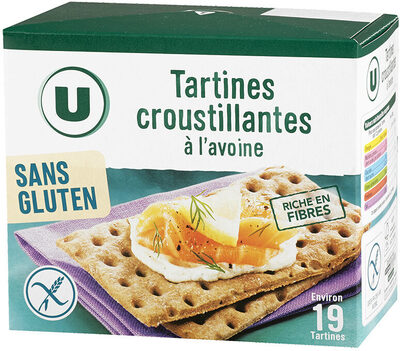 U
Tartines
croustillantes
à l'avoine
SANS
GLUTEN
RICHE EN
FIBRES
Environ
19
Tartines